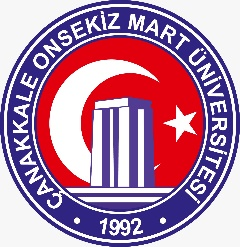 ÇANAKKALE ONSEKİZ MART ÜNİVERSİTESİ
• 1992 •